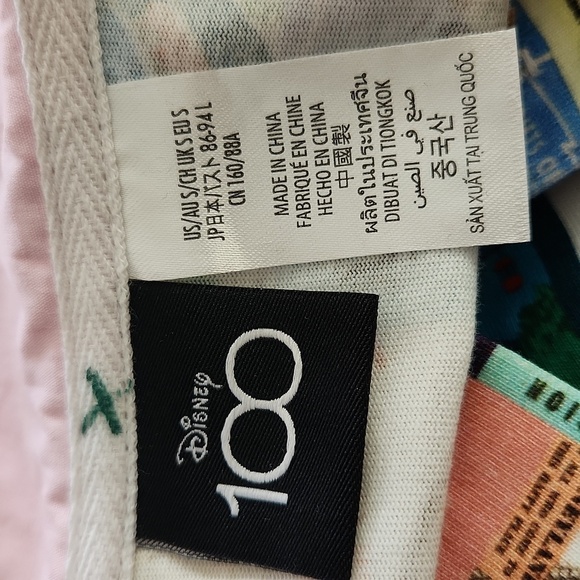 US/AU S/CH UK S EU S
JP日本/バスト 86-94 L
CN 160/88A
MADE IN CHINA
FABRIQUÉ EN CHINE
HECHO EN CHINA
中國製
ผลิตในประเทศจีน
DIBUAT DI TIONGKOK
صنع في الصين
중국산
SẢN XUẤT TẠI TRUNG QUỐC
Disney
100